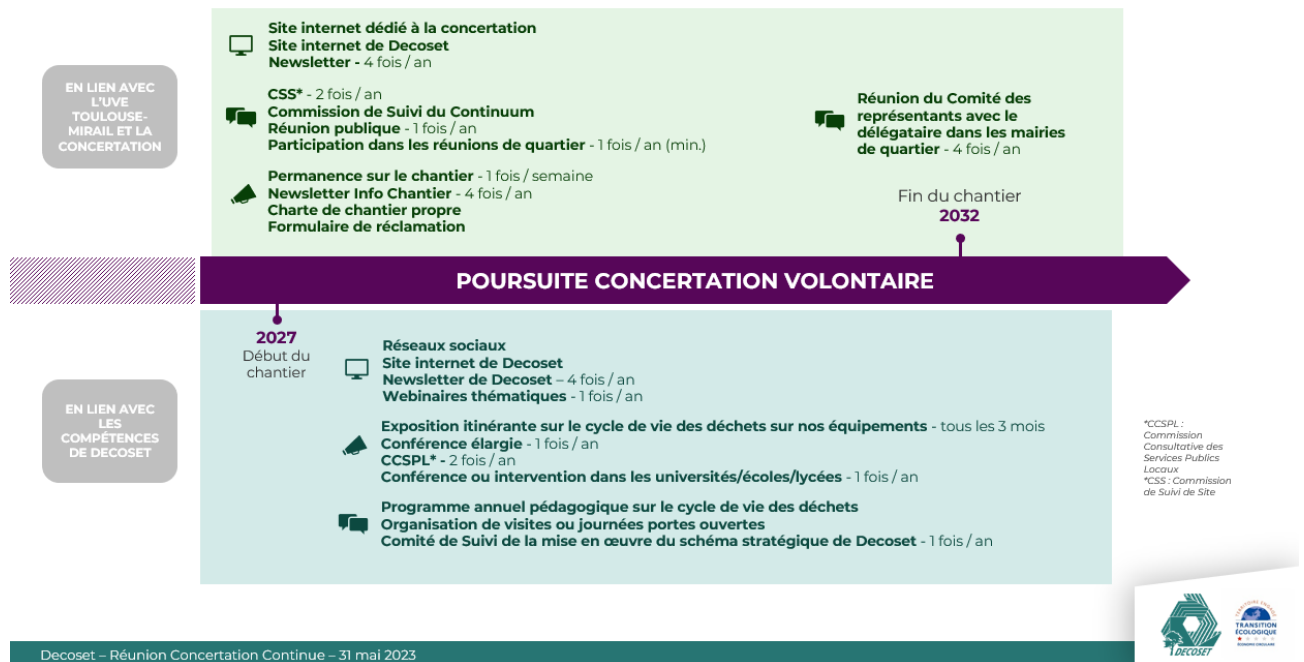 Site internet dédié à la concertation
Site internet de Decoset
Newsletter - 4 fois / an
EN LIEN AVEC
L'UVE
TOULOUSE-
MIRAIL ET LA
CONCERTATION
CSS* - 2 fois / an
Commission de Suivi du Continuum
Réunion publique - 1 fois / an
Participation dans les réunions de quartier - 1 fois / an (min.)
Réunion du Comité des
représentants avec le
délégataire dans les mairies
de quartier - 4 fois / an
Permanence sur le chantier - 1 fois / semaine
Newsletter Info Chantier - 4 fois / an
Charte de chantier propre
Formulaire de réclamation
Fin du chantier
2032
POURSUITE CONCERTATION VOLONTAIRE
2027
Début du
chantier
Réseaux sociaux
Site internet de Decoset
Newsletter de Decoset – 4 fois / an
Webinaires thématiques - 1 fois / an
EN LIEN AVEC
LES
COMPÉTENCES
DE DECOSET
Exposition itinérante sur le cycle de vie des déchets sur nos équipements - tous les 3 mois
Conférence élargie - 1 fois / an
CCSPL* - 2 fois / an
Conférence ou intervention dans les universités/écoles/lycées - 1 fois / an
Programme annuel pédagogique sur le cycle de vie des déchets
Organisation de visites ou journées portes ouvertes
Comité de Suivi de la mise en œuvre du schéma stratégique de Decoset - 1 fois / an
*CCSPL :
Commission
Consultative des
Services Publics
Locaux
*CSS : Commission
de Suivi de Site
Decoset – Réunion Concertation Continue – 31 mai 2023
DECOSET
TERRITOIRE ENGAGÉ
TRANSITION
ÉCOLOGIQUE
ÉCONOMIE CIRCULAIRE